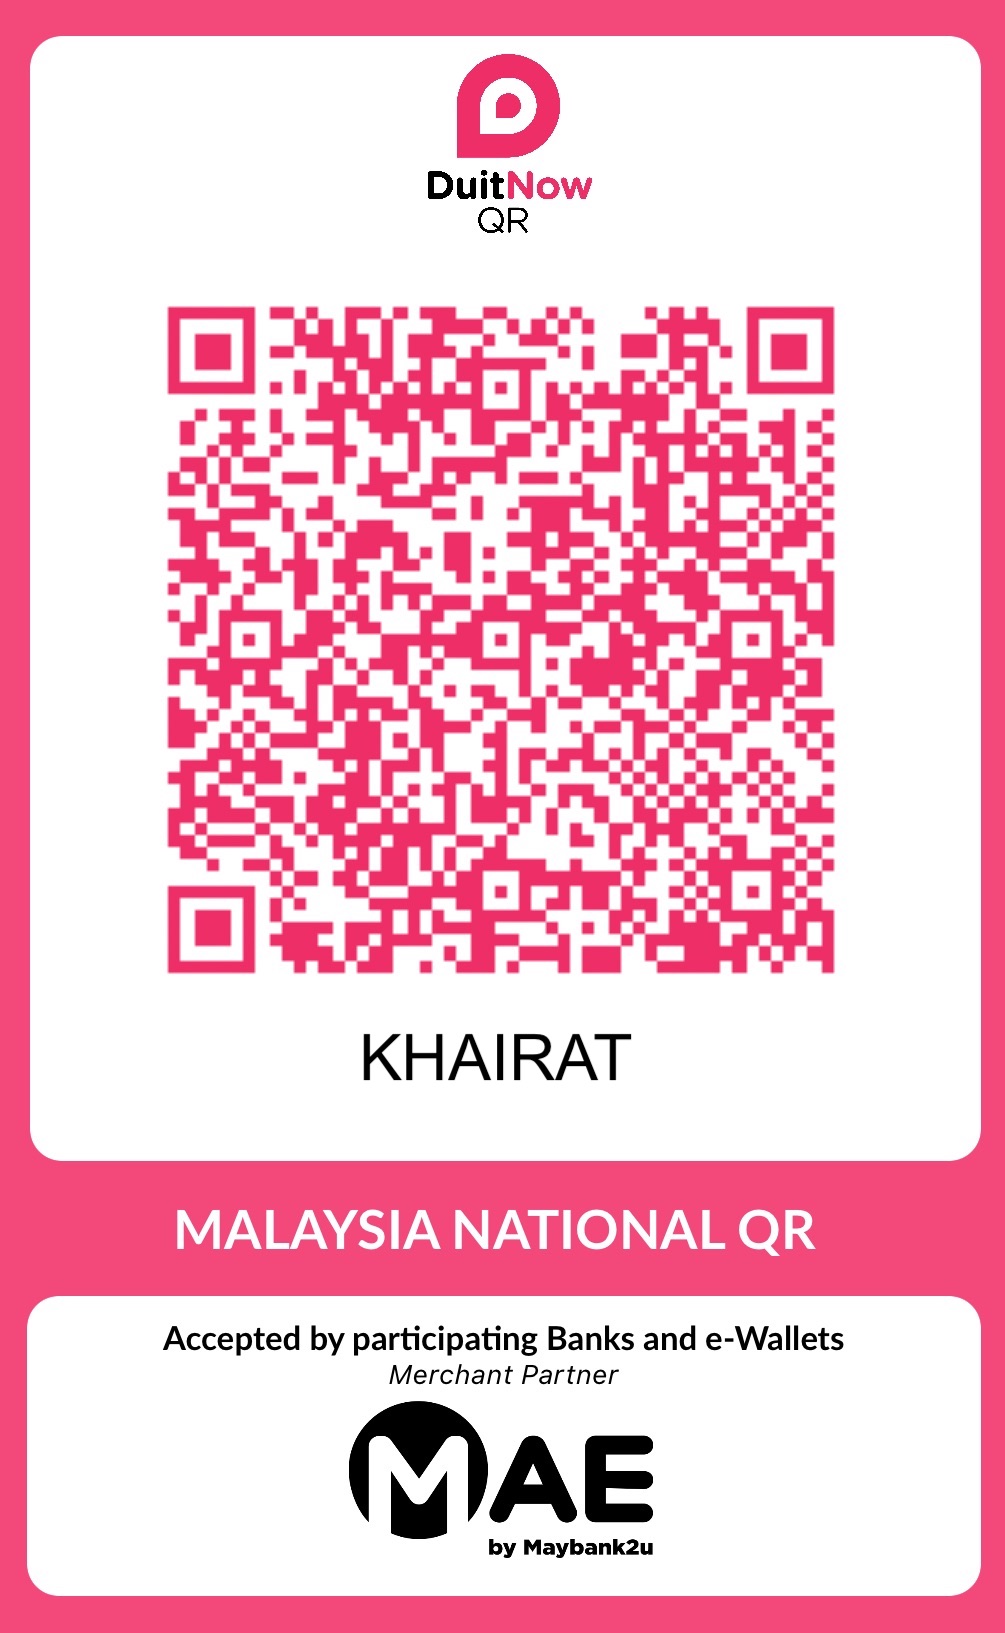 DuitNow
QR
KHAIRAT
MALAYSIA NATIONAL QR
Accepted by participating Banks and e-Wallets
Merchant Partner
MAE
by Maybank2u